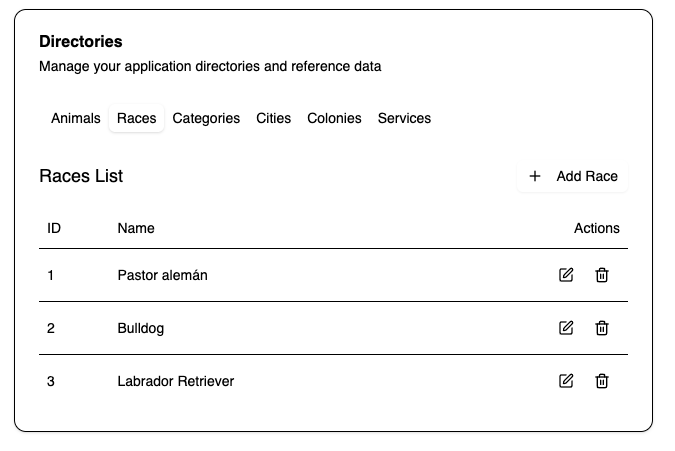 Directories
Manage your application directories and reference data
Animals Races Categories Cities Colonies Services
Races List
+ Add Race
ID Name Actions
1 Pastor alemán
2 Bulldog
3 Labrador Retriever